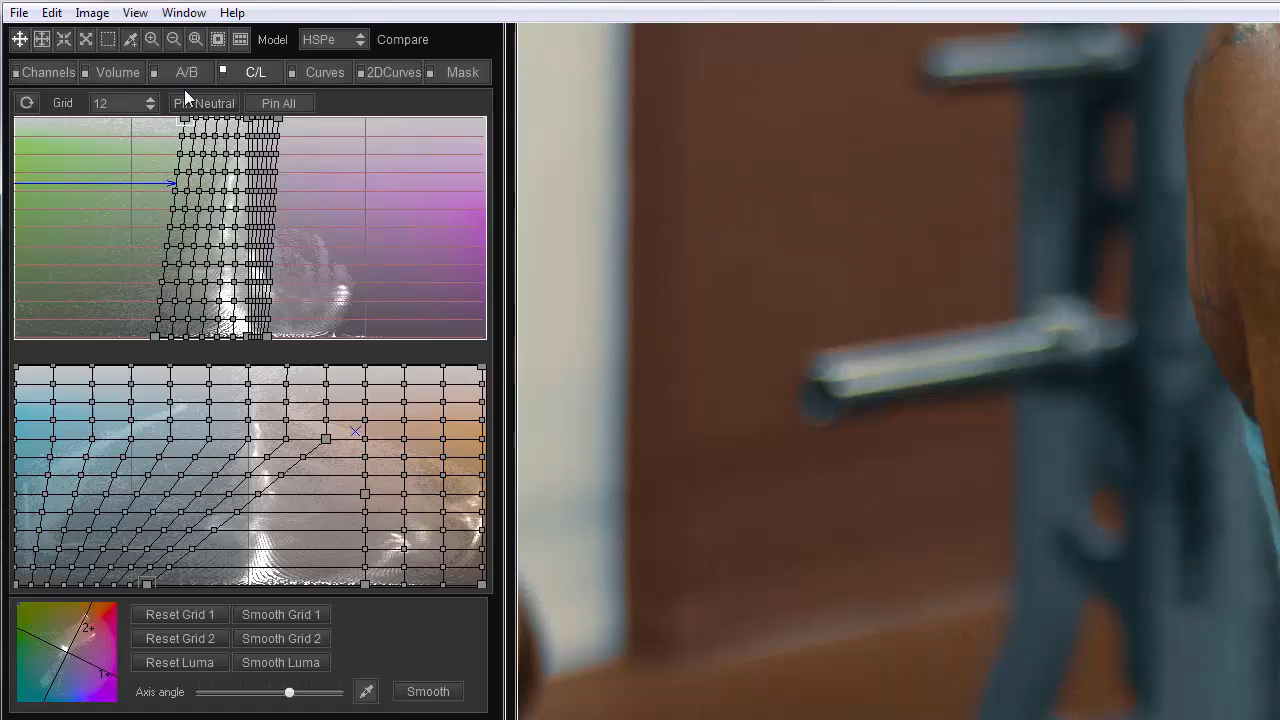 File Edit Image View Window Help
Model HSPe Compare
Channels Volume A/B C/L Curves 2DCurves Mask
Grid 12 Neutral Pin All
2+
1+
Reset Grid 1 Smooth Grid 1
Reset Grid 2 Smooth Grid 2
Reset Luma Smooth Luma
Axis angle Smooth